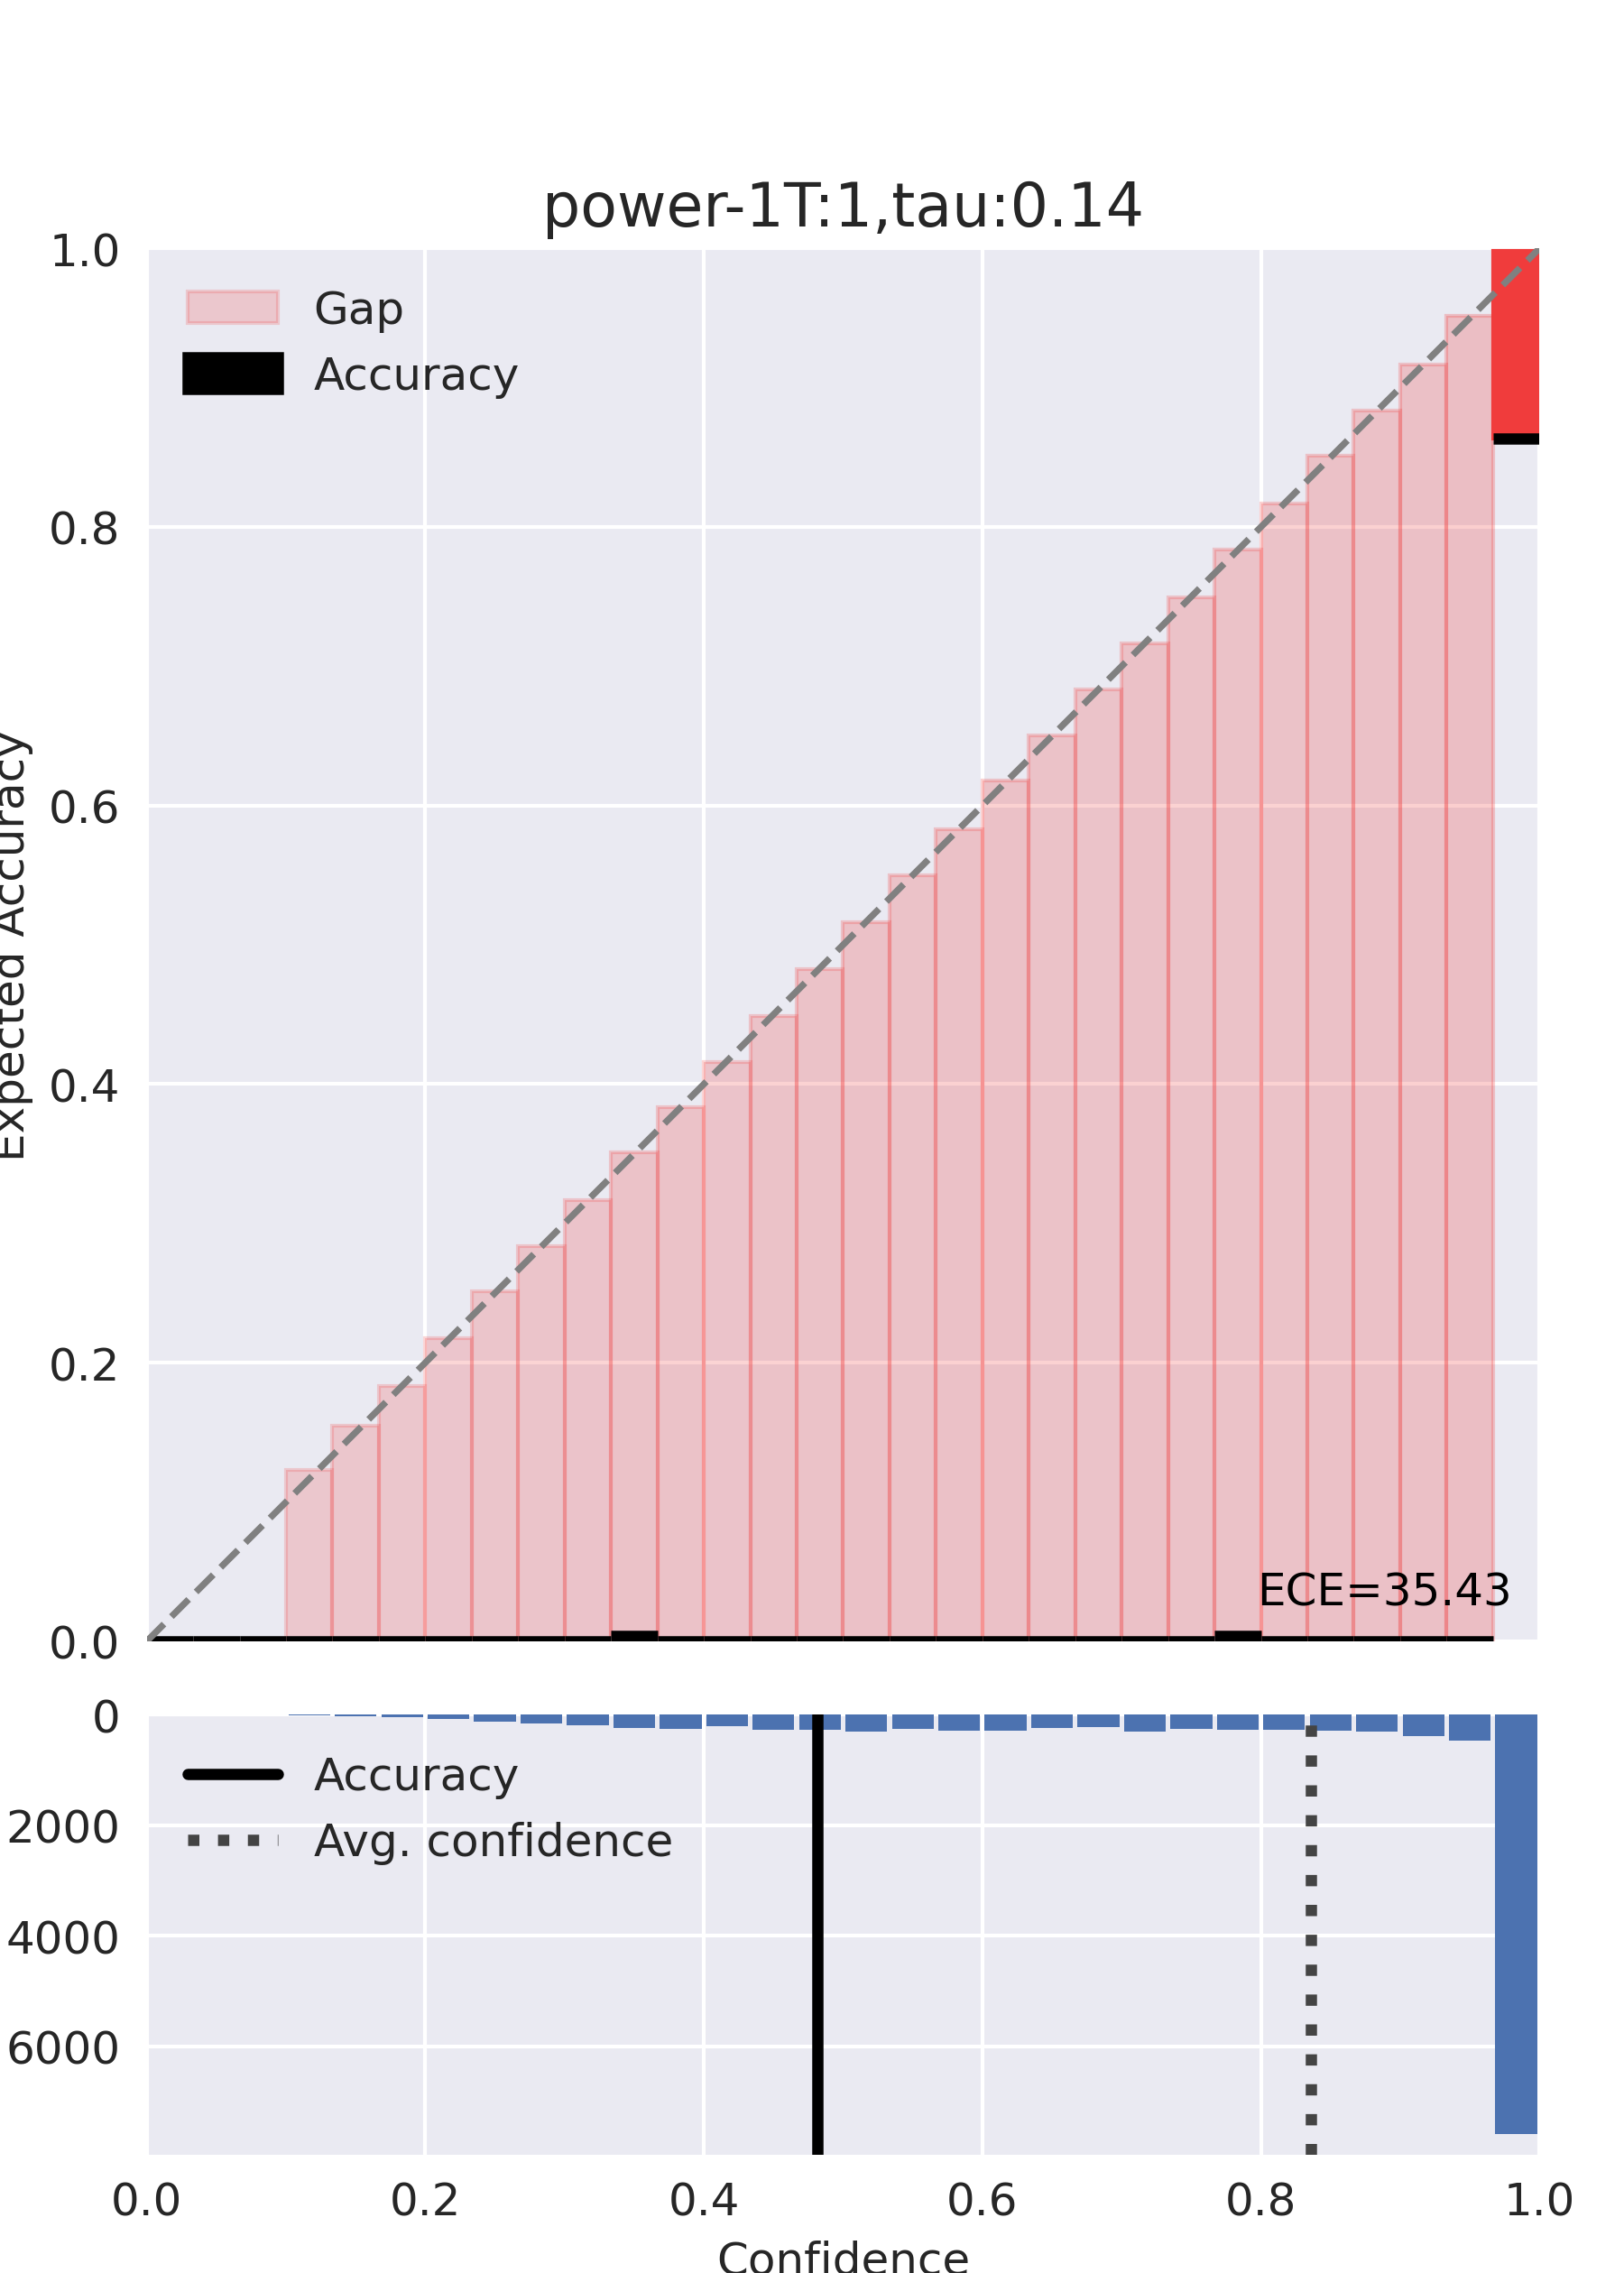 power-1T:1,tau:0.14
1.0
Gap
Accuracy
0.8
0.6
Expected Accuracy
0.4
0.2
ECE=35.43
0.0
0
Accuracy
2000
Avg. confidence
4000
6000
0.0 0.2 0.4 0.6 0.8 1.0
Confidence